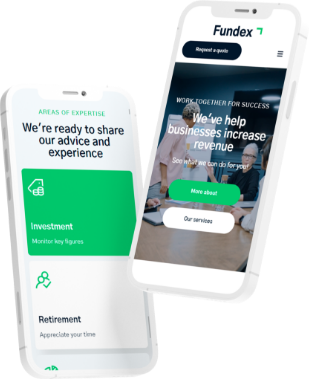 Fundex
Request a quote
WORK TOGETHER FOR SUCCESS
We've help
businesses increase
revenue
See what we can do for you!
More about
Our services
AREAS OF EXPERTISE
We're ready to share
our advice and
experience
Investment
Monitor key figures
Retirement
Appreciate your time